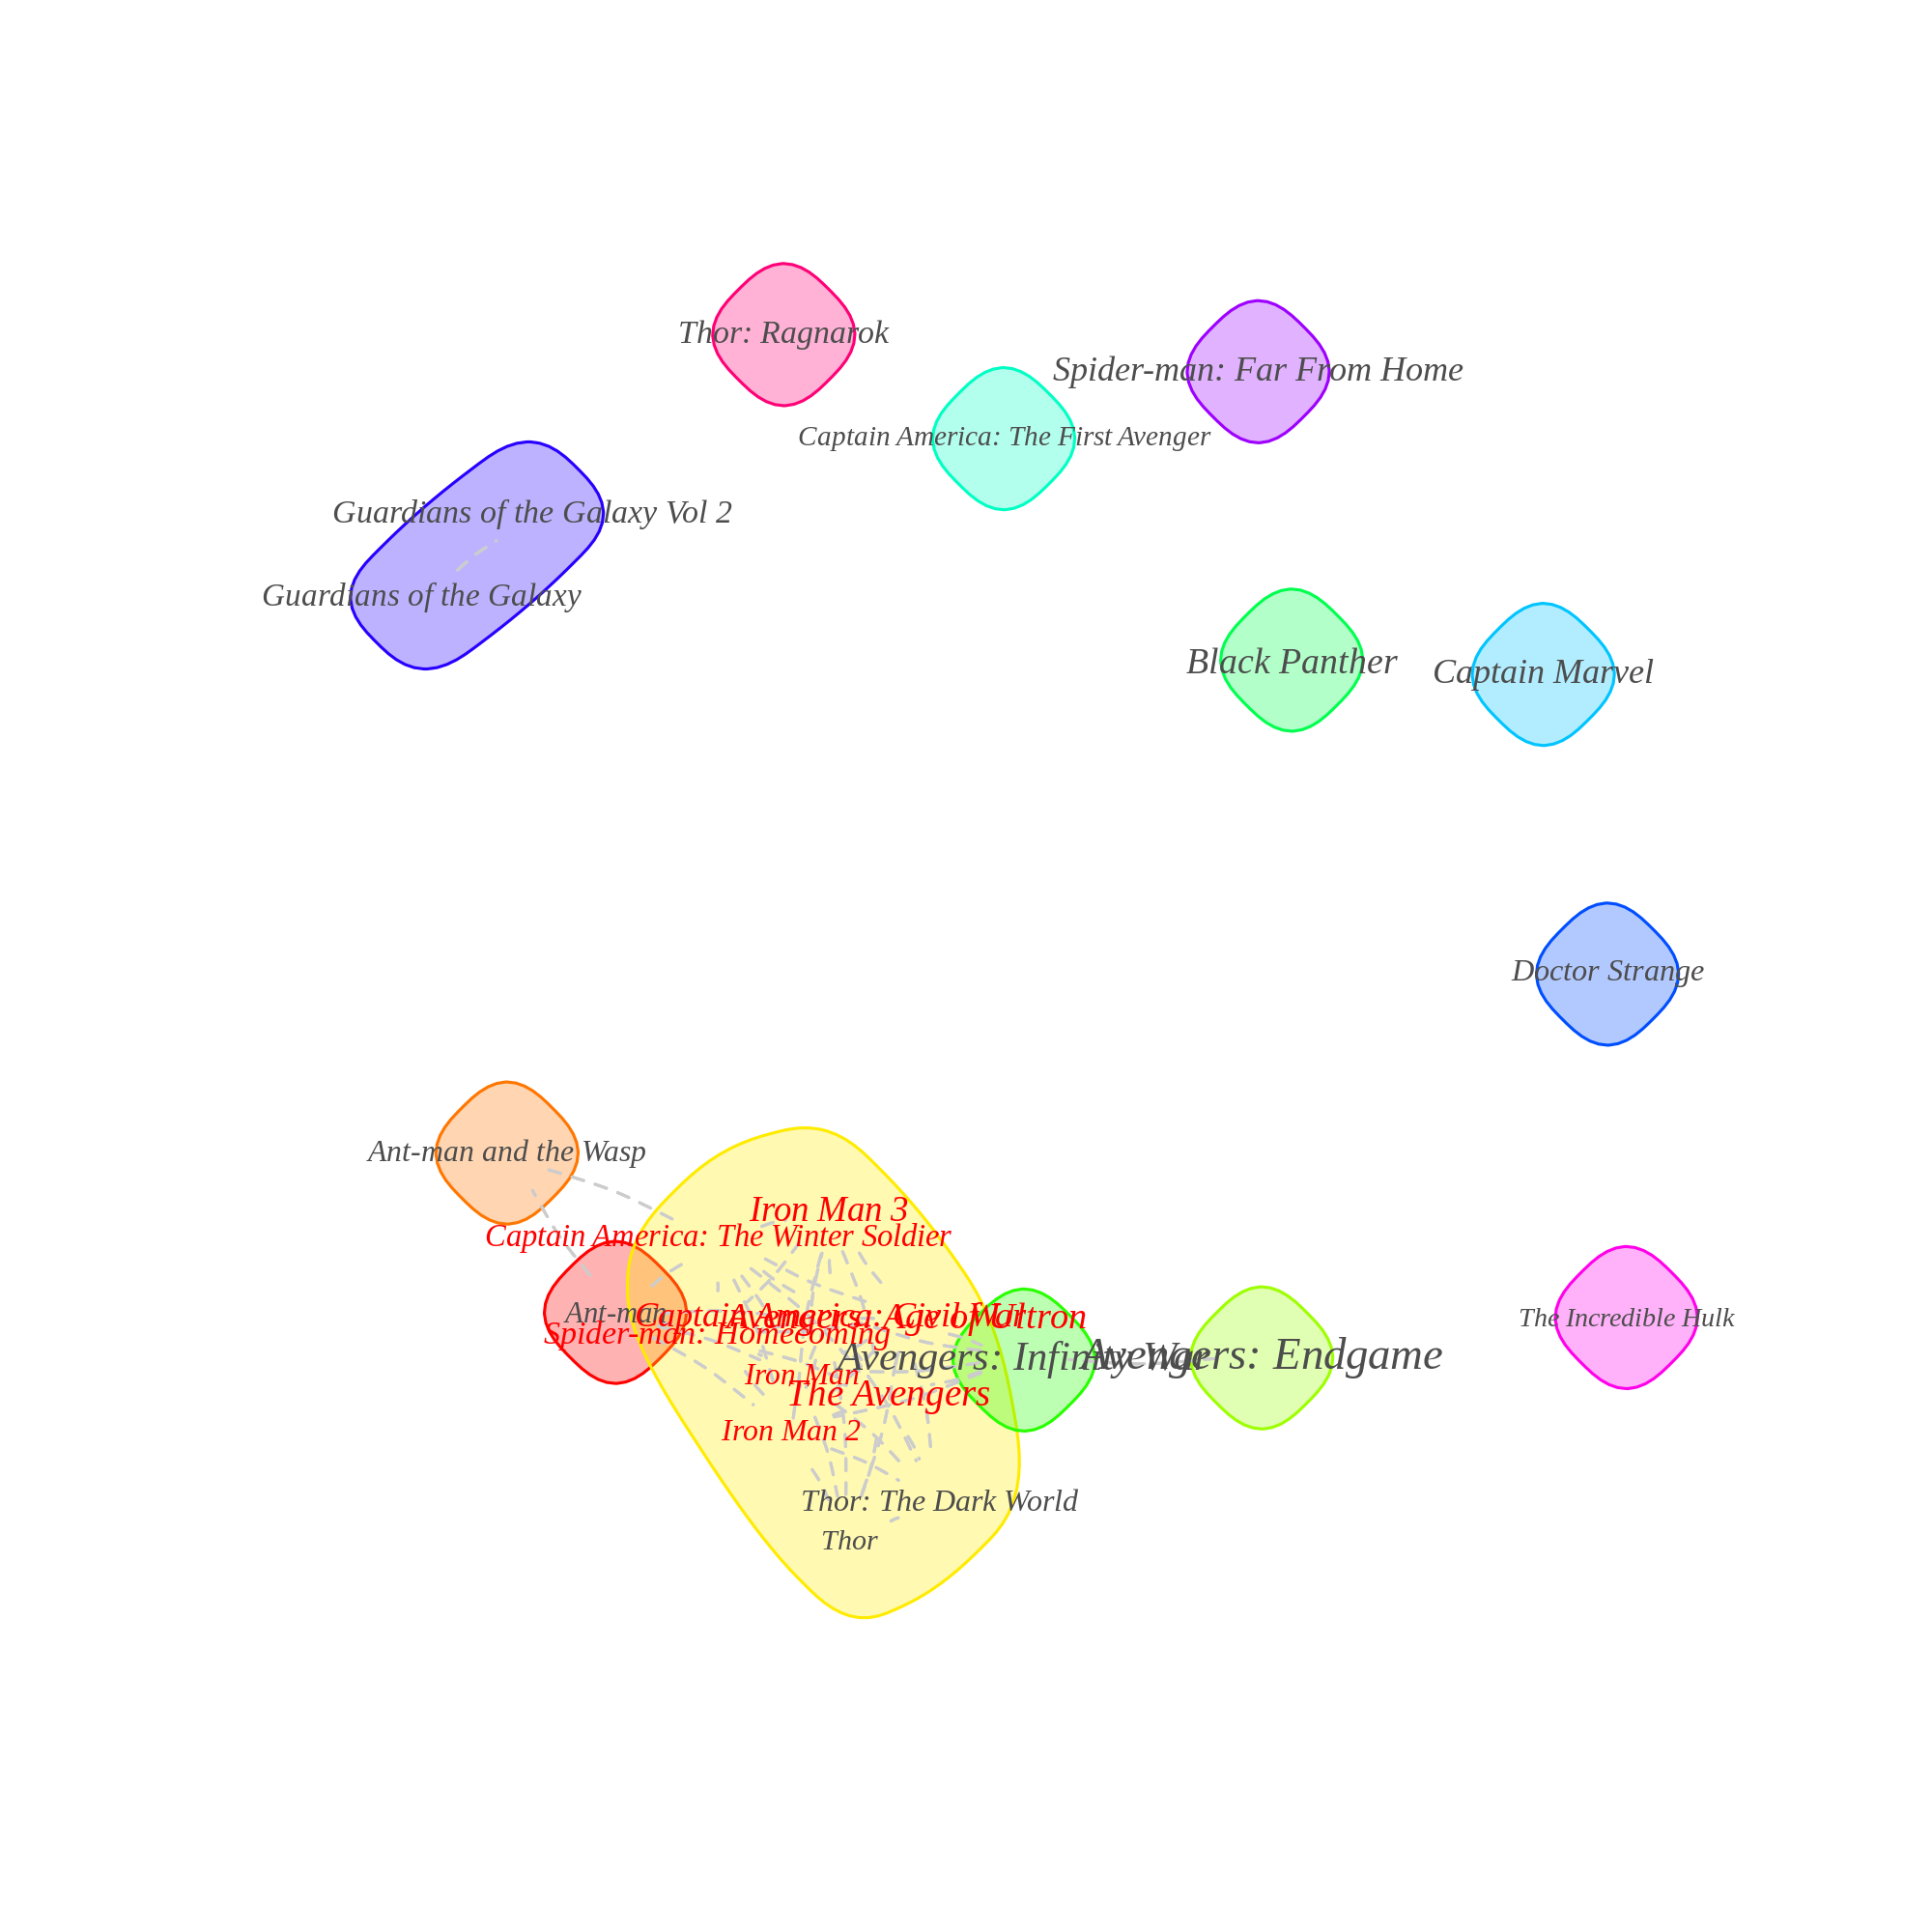 Thor: Ragnarok
Spider-man: Far From Home
Captain America: The First Avenger
Guardians of the Galaxy Vol 2
Guardians of the Galaxy
Black Panther
Captain Marvel
Doctor Strange
Ant-man and the Wasp
Iron Man 3
Captain America: The Winter Soldier
Ant-man
Captain America: Civil War
Avengers: Age of Ultron
The Incredible Hulk
Spider-man: Homecoming
Avengers: Infinity War
Avengers: Endgame
Iron Man
The Avengers
Iron Man 2
Thor: The Dark World
Thor